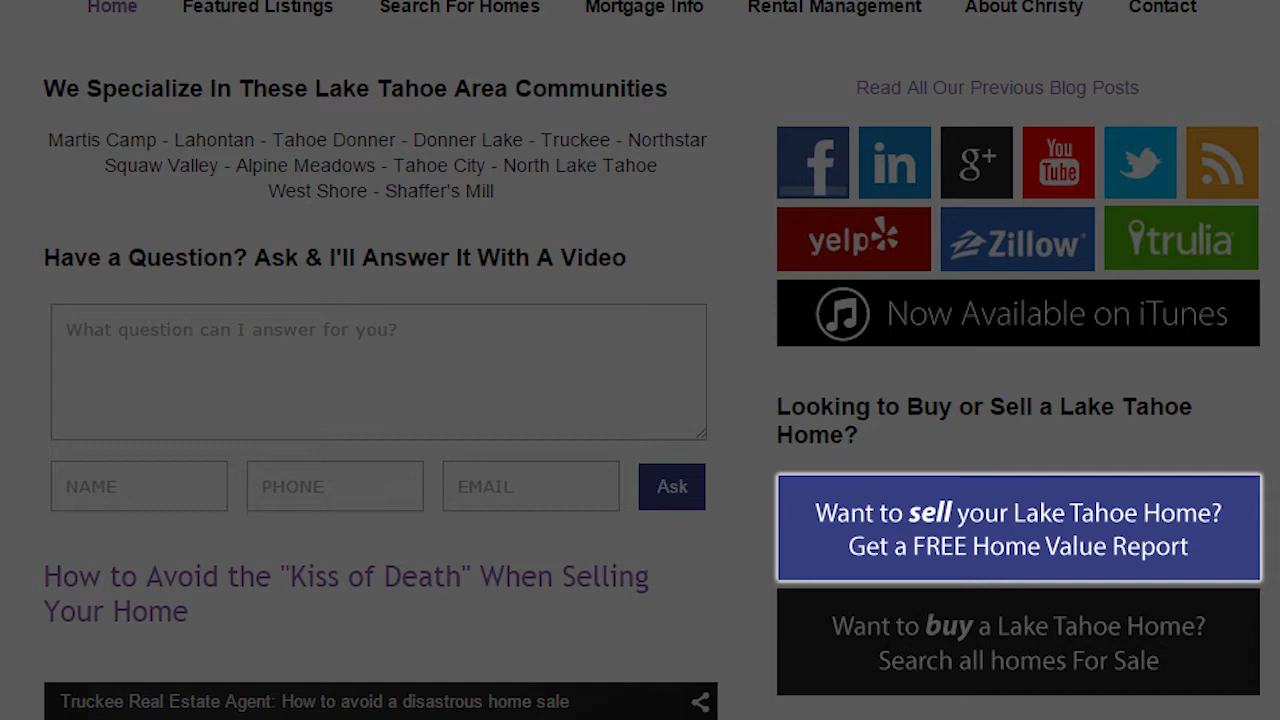 Home Featured Listings Search For Homes Mortgage Info Rental Management About Christy Contact
We Specialize In These Lake Tahoe Area Communities
Martis Camp - Lahontan - Tahoe Donner - Donner Lake - Truckee - Northstar
Squaw Valley - Alpine Meadows - Tahoe City - North Lake Tahoe
West Shore - Shaffer's Mill
Have a Question? Ask & I'll Answer It With A Video
What question can I answer for you?
NAME PHONE EMAIL Ask
How to Avoid the "Kiss of Death" When Selling
Your Home
Truckee Real Estate Agent: How to avoid a disastrous home sale
Read All Our Previous Blog Posts
f in g+ You Tube
yelp Zillow trulia
Now Available on iTunes
Looking to Buy or Sell a Lake Tahoe
Home?
Want to sell your Lake Tahoe Home?
Get a FREE Home Value Report
Want to buy a Lake Tahoe Home?
Search all homes For Sale